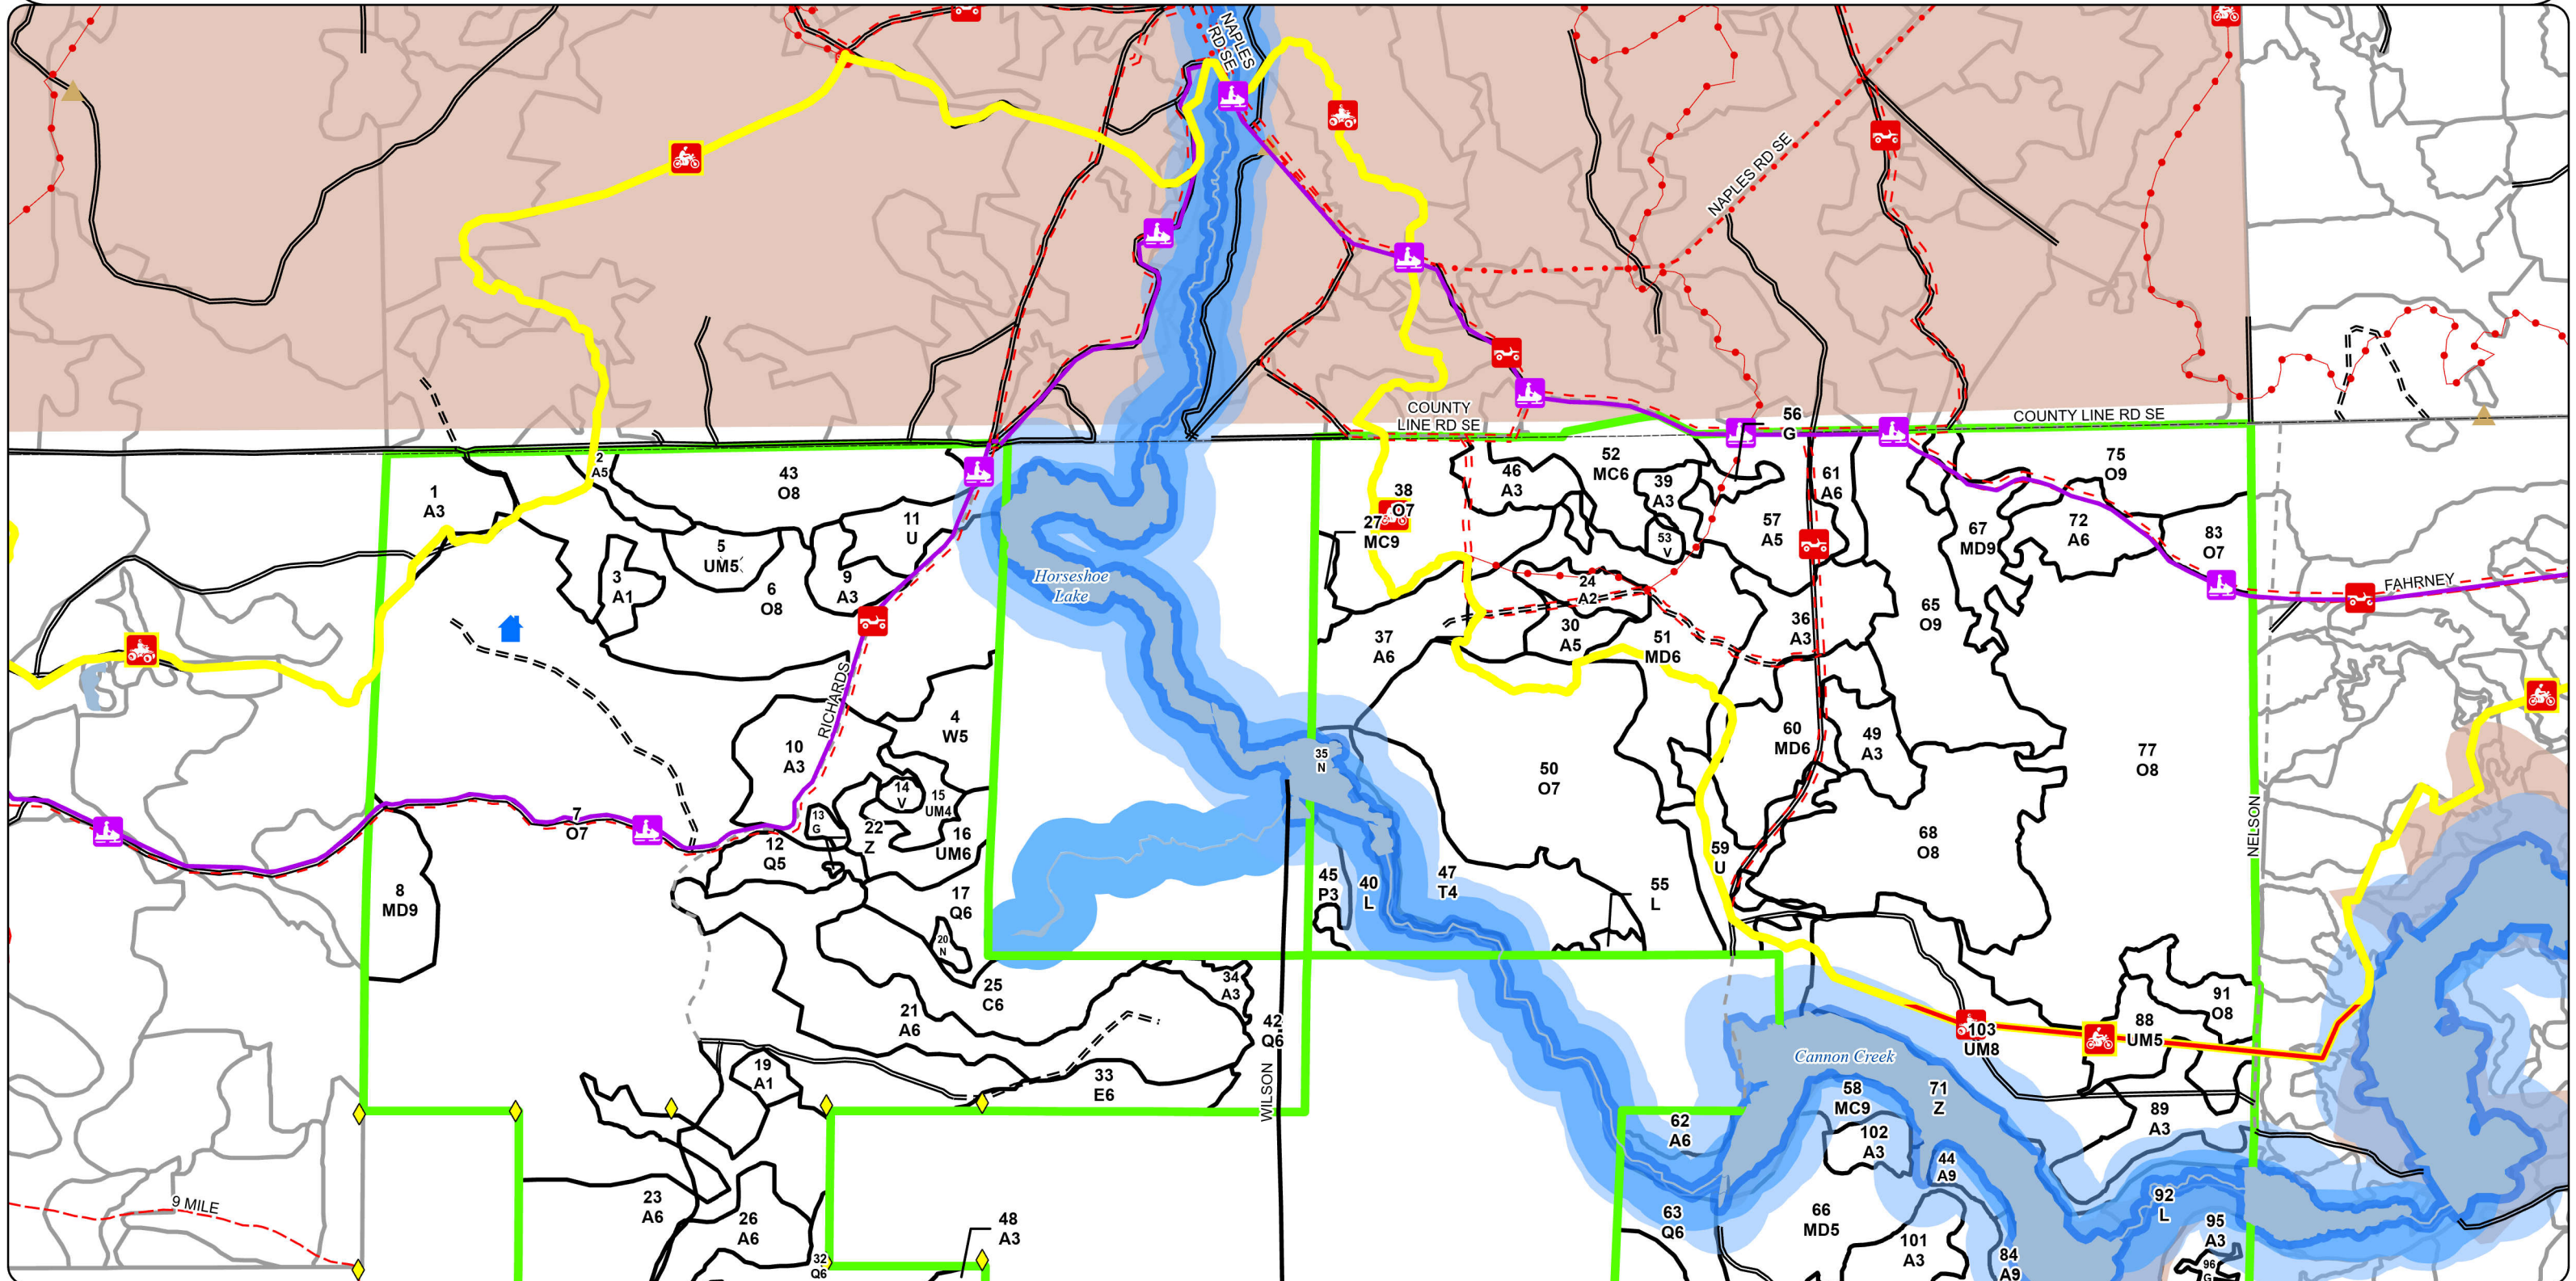 NAPLES
RD SE
NAPLES RD SE
COUNTY
LINE RD SE
56
G
COUNTY LINE RD SE
2
A5
43
O8
1
A3
11
U
5
UM5
3
A1
6
O8
9
A3
Horseshoe
Lake
38
O7
27
MC9
46
A3
52
MC6
39
A3
53
V
57
A5
61
A6
75
O9
67
MD9
72
A6
83
O7
FAHRNEY
24
A2
30
A5
37
A6
51
MD6
36
A3
65
O9
RICHARDS
4
W5
10
A3
14
V
15
UM4
13
G
22
Z
16
UM6
12
Q5
7
O7
8
MD9
17
Q6
20
N
35
N
50
O7
60
MD6
49
A3
77
O8
68
O8
NELSON
59
U
55
L
45
P3
40
L
47
T4
25
C6
21
A6
34
A3
42
Q6
33
E6
WILSON
19
A1
91
O8
88
UM5
103
UM8
Cannon Creek
58
MC9
71
Z
89
A3
62
A6
102
A3
44
A9
63
Q6
66
MD5
101
A3
84
A9
92
L
95
A3
96
G
9 MILE
23
A6
26
A6
32
Q6
48
A3